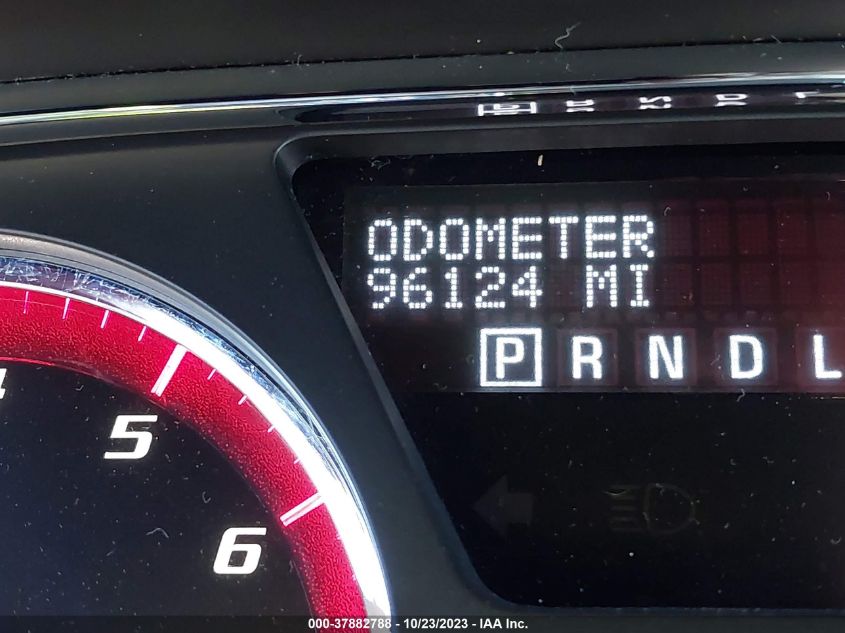 ODOMETER
96124 MI
P R N D L
5
6
000-37882788 - 10/23/2023 - IAA Inc.